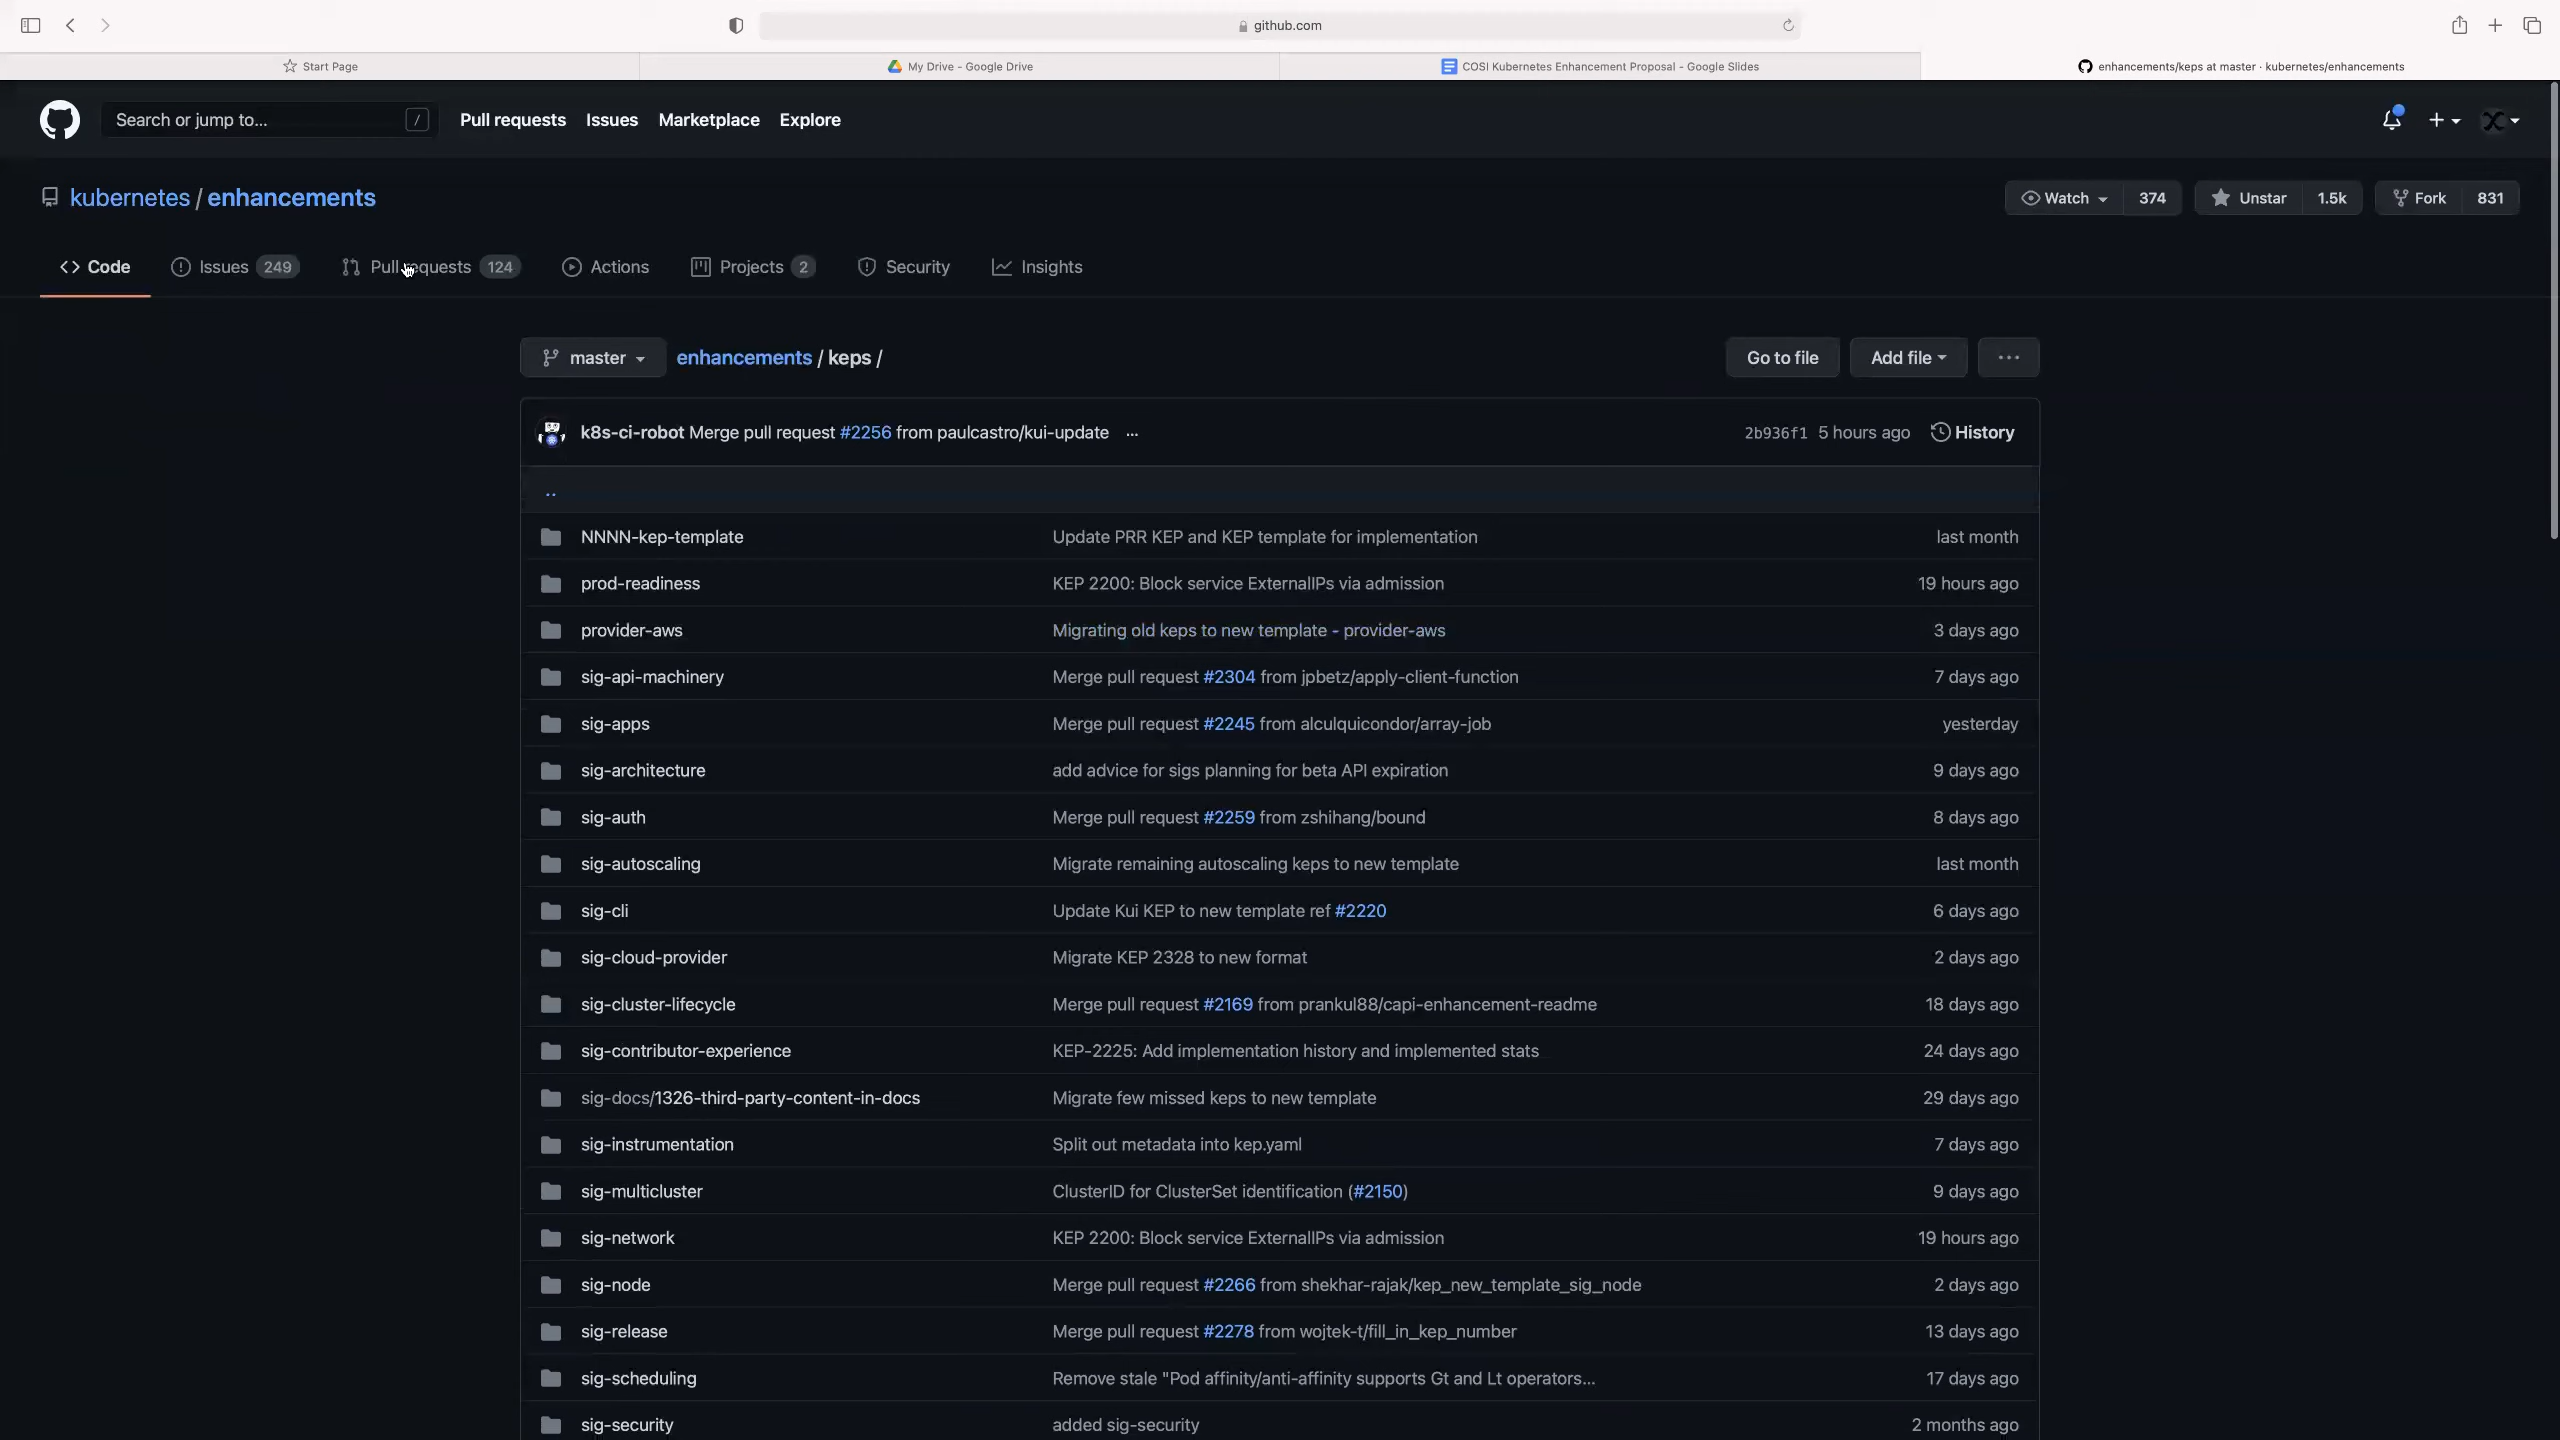 github.com
Start Page
My Drive - Google Drive
COSI Kubernetes Enhancement Proposal - Google Slides
enhancements/keps at master · kubernetes/enhancements
Search or jump to... /
Pull requests Issues Marketplace Explore
kubernetes / enhancements
Watch 374 Unstar 1.5k Fork 831
Code Issues 249 Pull requests 124 Actions Projects 2 Security Insights
master enhancements / keps / Go to file Add file ...
k8s-ci-robot Merge pull request #2256 from paulcastro/kui-update ... 2b936f1 5 hours ago History
..
NNNN-kep-template Update PRR KEP and KEP template for implementation last month
prod-readiness KEP 2200: Block service ExternalIPs via admission 19 hours ago
provider-aws Migrating old keps to new template - provider-aws 3 days ago
sig-api-machinery Merge pull request #2304 from jpbetz/apply-client-function 7 days ago
sig-apps Merge pull request #2245 from alculquicondor/array-job yesterday
sig-architecture add advice for sigs planning for beta API expiration 9 days ago
sig-auth Merge pull request #2259 from zshihang/bound 8 days ago
sig-autoscaling Migrate remaining autoscaling keps to new template last month
sig-cli Update Kui KEP to new template ref #2220 6 days ago
sig-cloud-provider Migrate KEP 2328 to new format 2 days ago
sig-cluster-lifecycle Merge pull request #2169 from prankul88/capi-enhancement-readme 18 days ago
sig-contributor-experience KEP-2225: Add implementation history and implemented stats 24 days ago
sig-docs/1326-third-party-content-in-docs Migrate few missed keps to new template 29 days ago
sig-instrumentation Split out metadata into kep.yaml 7 days ago
sig-multicluster ClusterID for ClusterSet identification (#2150) 9 days ago
sig-network KEP 2200: Block service ExternalIPs via admission 19 hours ago
sig-node Merge pull request #2266 from shekhar-rajak/kep_new_template_sig_node 2 days ago
sig-release Merge pull request #2278 from wojtek-t/fill_in_kep_number 13 days ago
sig-scheduling Remove stale "Pod affinity/anti-affinity supports Gt and Lt operators... 17 days ago
sig-security added sig-security 2 months ago